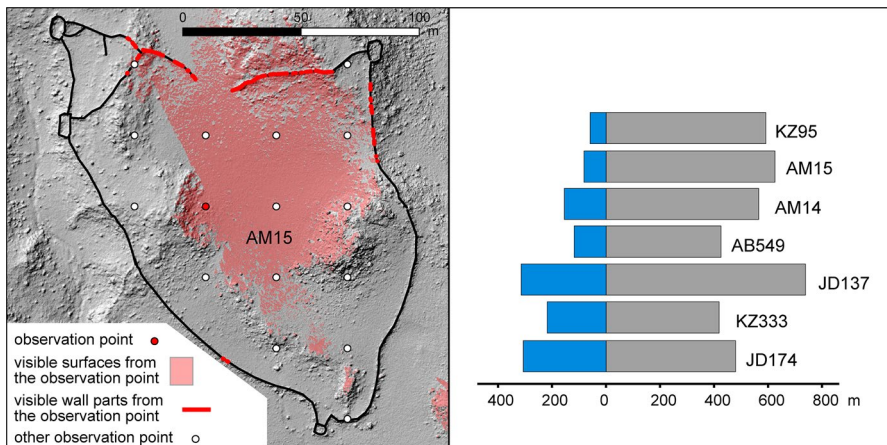 0 50 100
m
AM15
observation point
visible surfaces from
the observation point
visible wall parts from
the observation point
other observation point
KZ95
AM15
AM14
AB549
JD137
KZ333
JD174
400 200 0 200 400 600 800 m